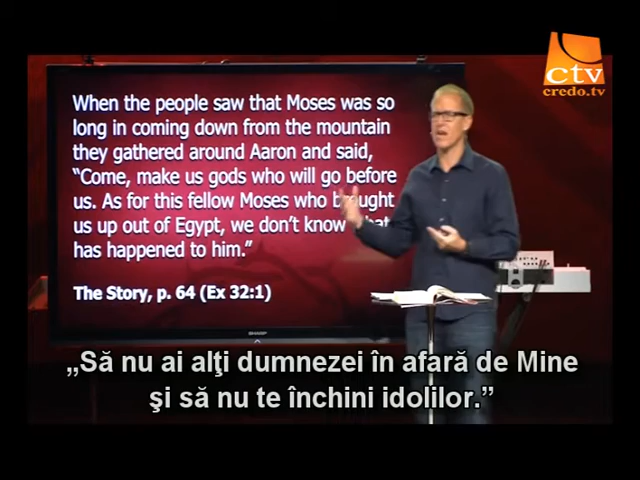 ctv
credo.tv
When the people saw that Moses was so
long in coming down from the mountain
they gathered around Aaron and said,
“Come, make us gods who will go before
us. As for this fellow Moses who brought
us up out of Egypt, we don’t know what
has happened to him.”
The Story, p. 64 (Ex 32:1)
SHARP
„Să nu ai alţi dumnezei în afară de Mine
şi să nu te închini idolilor.”